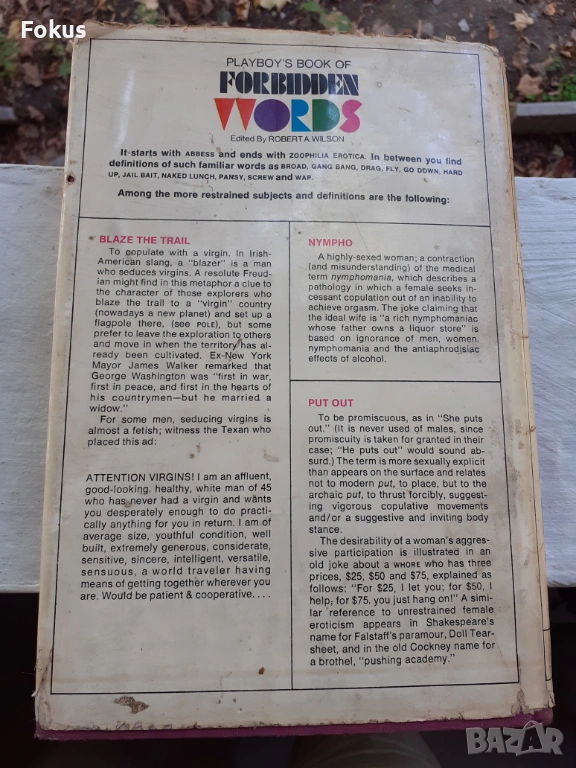 Fokus
PLAYBOY'S BOOK OF
FORBIDDEN
WORDS
Edited By ROBERT A. WILSON
It starts with ABBESS and ends with ZOOPHILIA EROTICA. In between you find
definitions of such familiar words as BROAD, GANG BANG, DRAG, FLY, GO DOWN, HARD
UP, JAIL BAIT, NAKED LUNCH, PANSY, SCREW and WAP.
Among the more restrained subjects and definitions are the following:
BLAZE THE TRAIL
To populate with a virgin. In Irish-
American slang, a "blazer" is a man
who seduces virgins. A resolute Freud-
ian might find in this metaphor a clue to
the character of those explorers who
blaze the trail to a "virgin" country
(nowadays a new planet) and set up a
flagpole there, (see POLE), but some
prefer to leave the exploration to others
and move in when the territory has al-
ready been cultivated. Ex-New York
Mayor James Walker remarked that
George Washington was "first in war,
first in peace, and first in the hearts of
his countrymen—but he married a
widow."
For some men, seducing virgins is
almost a fetish; witness the Texan who
placed this ad:
ATTENTION VIRGINS! I am an affluent,
good-looking, healthy, white man of 45
who has never had a virgin and wants
you desperately enough to do practi-
cally anything for you in return. I am of
average size, youthful condition, well
built, extremely generous, considerate,
sensitive, sincere, intelligent, versatile,
sensuous, a world traveler having
means of getting together wherever you
are. Would be patient & cooperative....
NYMPHO
A highly-sexed woman; a contraction
(and misunderstanding) of the medical
term nymphomania, which describes a
pathology in which a female seeks in-
cessant copulation out of an inability to
achieve orgasm. The joke claiming that
the ideal wife is "a rich nymphomaniac
whose father owns a liquor store" is
based on ignorance of men, women,
nymphomania and the antiaphrodisiac
effects of alcohol.
PUT OUT
To be promiscuous, as in "She puts
out." (It is never used of males, since
promiscuity is taken for granted in their
case; "He puts out" would sound ab-
surd.) The term is more sexually explicit
than appears on the surface and relates
not to modern put, to place, but to the
archaic put, to thrust forcibly, suggest-
ing vigorous copulative movements
and/or a suggestive and inviting body
stance.
The desirability of a woman's aggres-
sive participation is illustrated in an
old joke about a WHORE who has three
prices, $25, $50 and $75, explained as
follows: "For $25, I let you; for $50, I
help; for $75, you just hang on!" A simi-
lar reference to unrestrained female
eroticism appears in Shakespeare's
name for Falstaff's paramour, Doll Tear-
sheet, and in the old Cockney name for
a brothel, "pushing academy."
BAZAR